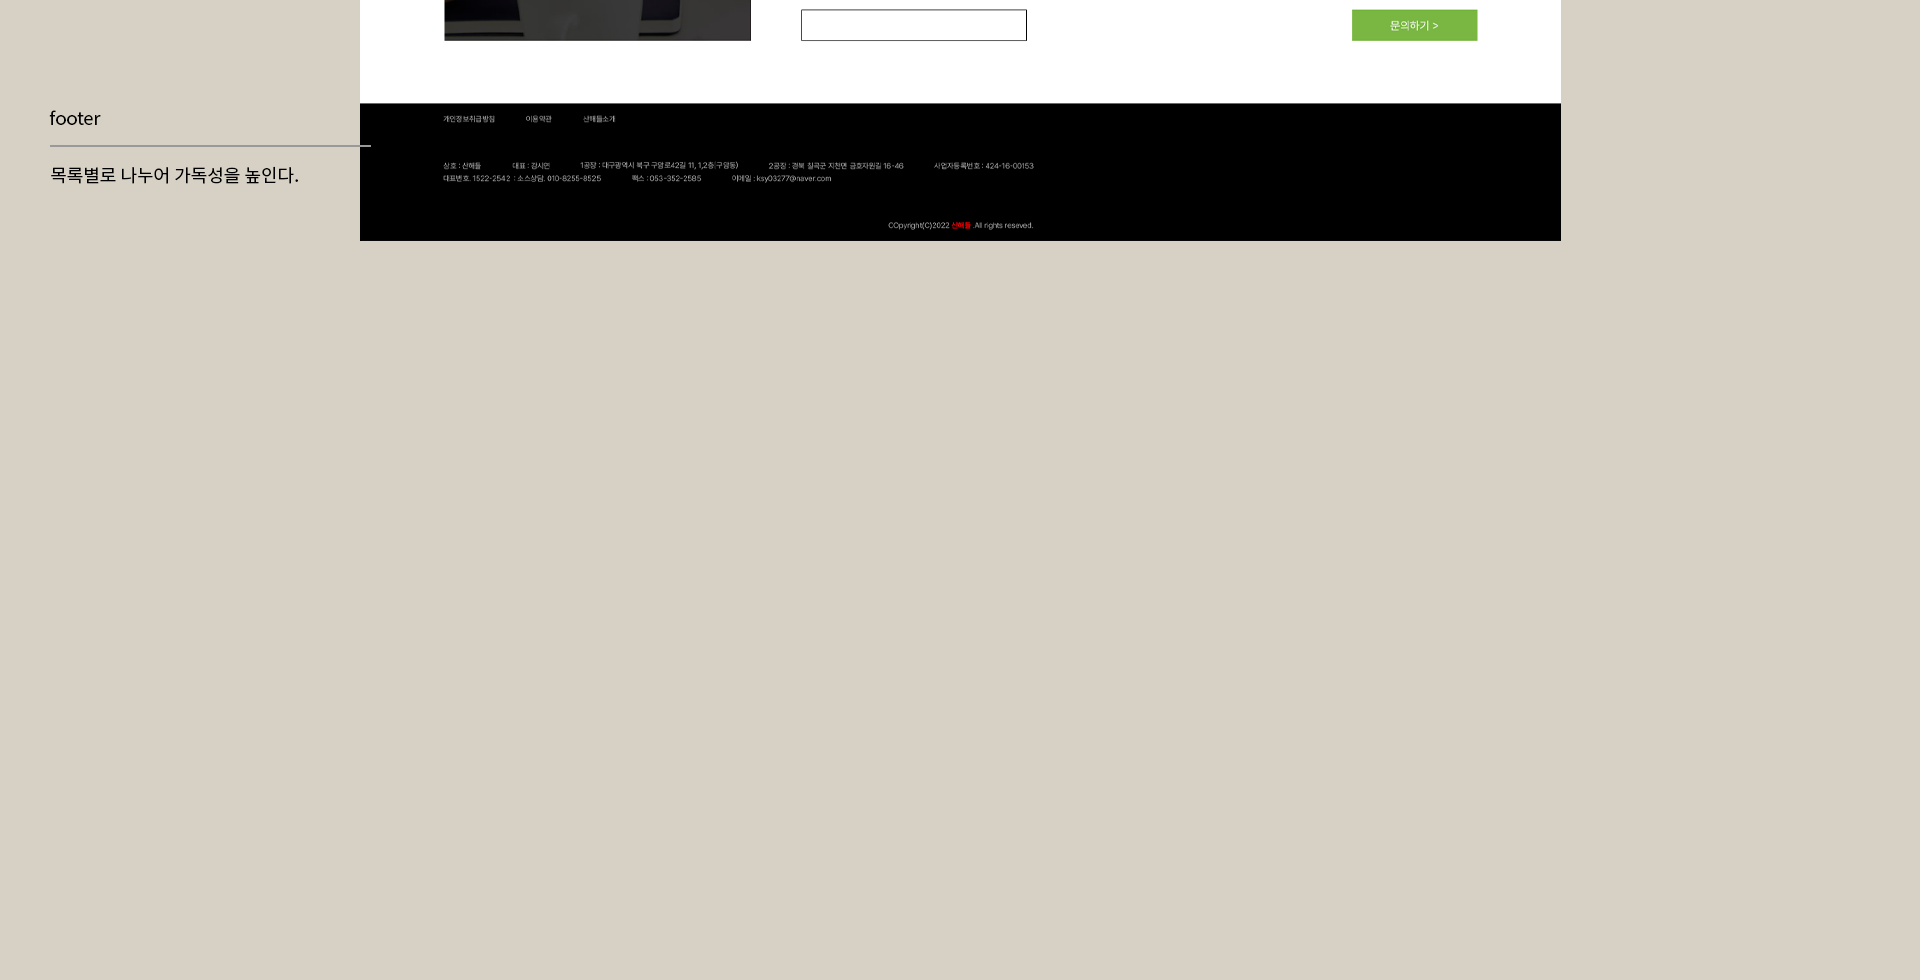 문의하기 >
footer
목록별로 나누어 가독성을 높인다.
개인정보취급방침 이용약관 산해들소개
상호 : 산해들 대표 : 강시연 1공장 : 대구광역시 북구 구암로42길 11, 1,2층(구암동) 2공장 : 경북 칠곡군 지천면 금호자원길 16-46 사업자등록번호 : 424-16-00153
대표번호. 1522-2542 : 소스상담. 010-8255-8525 팩스 : 053-352-2585 이메일 : ksy03277@naver.com
COpyright(C)2022 산해들 .All rights reseved.